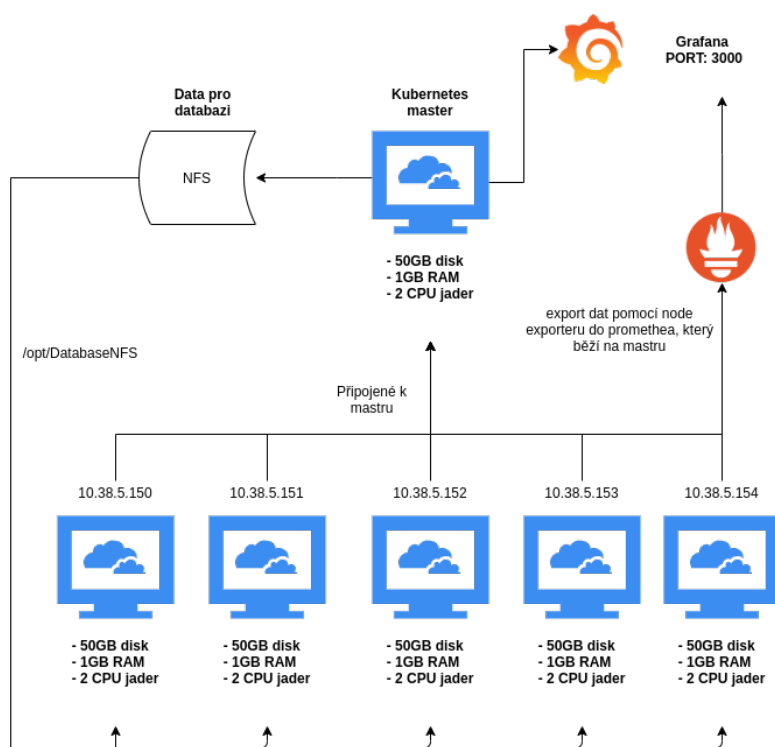 Grafana
PORT: 3000
Data pro
databazi
Kubernetes
master
NFS
- 50GB disk
- 1GB RAM
- 2 CPU jader
export dat pomocí node
exporteru do promethea, který
běží na mastru
/opt/DatabaseNFS
Připojené k
mastru
10.38.5.150
10.38.5.151
10.38.5.152
10.38.5.153
10.38.5.154
- 50GB disk
- 1GB RAM
- 2 CPU jader
- 50GB disk
- 1GB RAM
- 2 CPU jader
- 50GB disk
- 1GB RAM
- 2 CPU jader
- 50GB disk
- 1GB RAM
- 2 CPU jader
- 50GB disk
- 1GB RAM
- 2 CPU jader